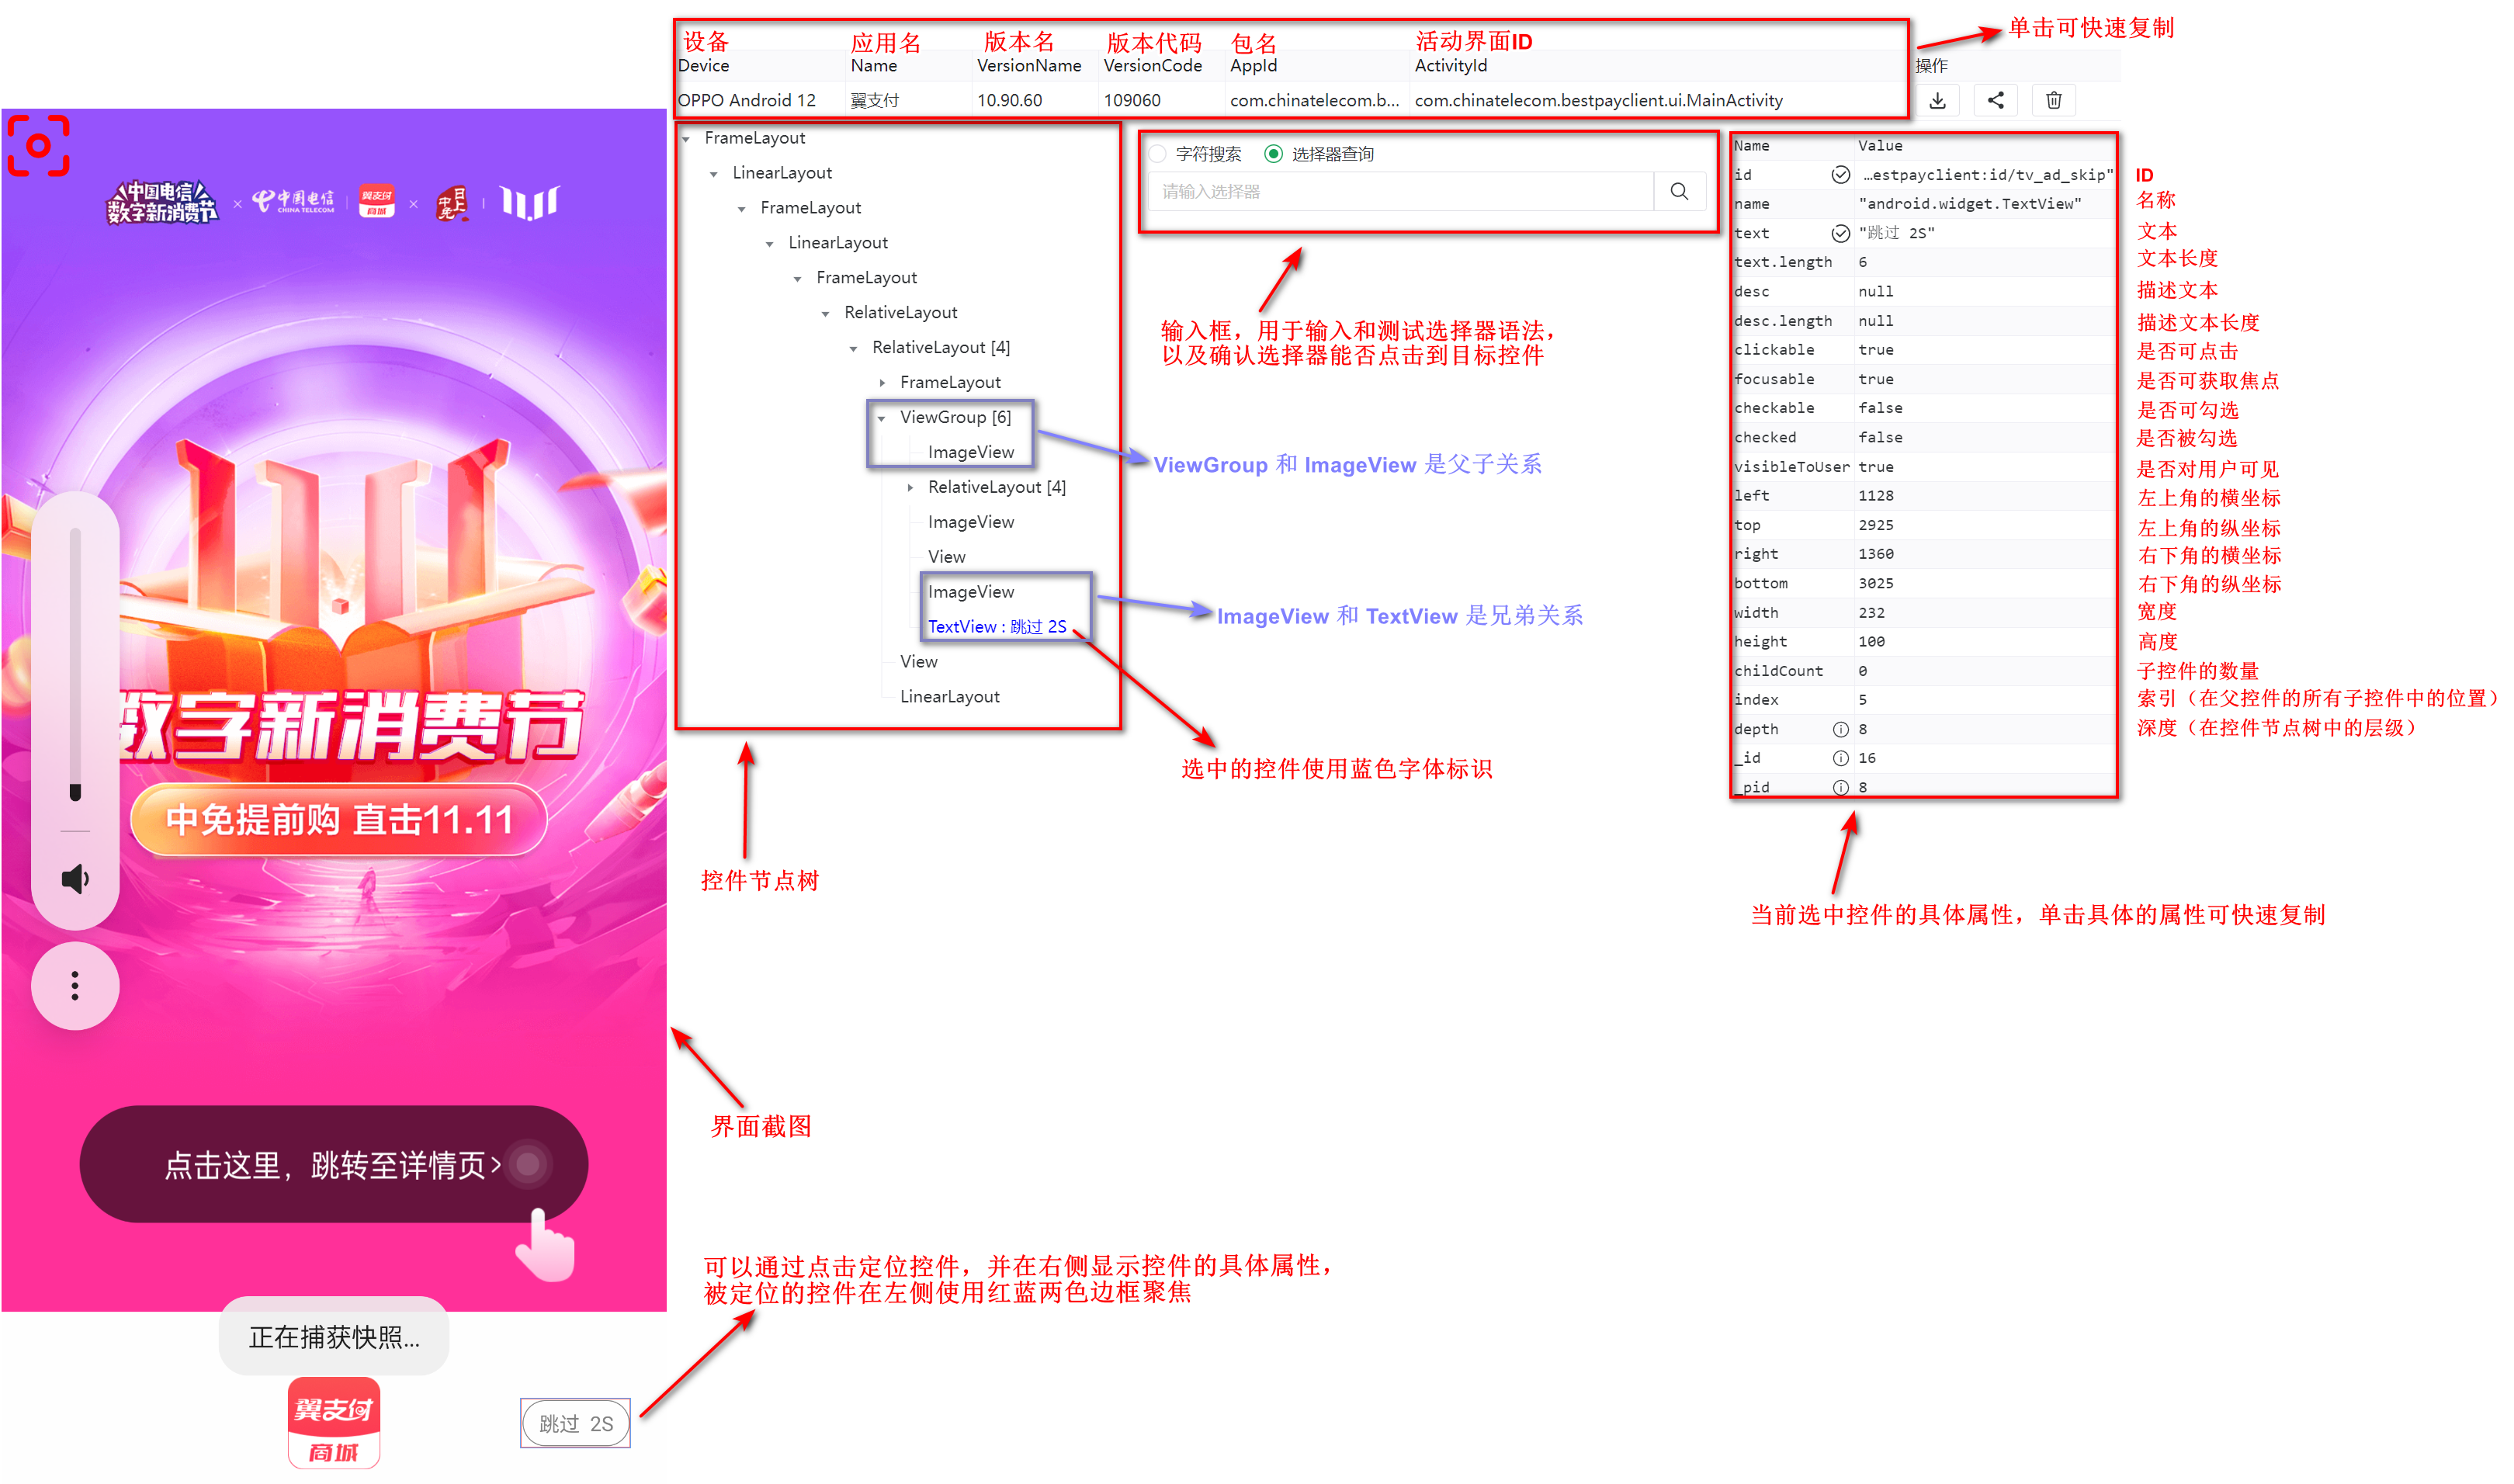 设备 应用名 版本名 版本代码 包名 活动界面ID
单击可快速复制
Device Name VersionName VersionCode AppId ActivityId 操作
OPPO Android 12 翼支付 10.90.60 109060 com.chinatelecom.b... com.chinatelecom.bestpayclient.ui.MainActivity
中国电信
数字新消费节
× 中国电信
CHINA TELECOM
翼支付
商城
×
日上
中免
数字新消费节
中免提前购 直击11.11
点击这里，跳转至详情页>
正在捕获快照...
翼支付
商城
跳过 2S
FrameLayout
LinearLayout
FrameLayout
LinearLayout
FrameLayout
RelativeLayout
RelativeLayout [4]
FrameLayout
ViewGroup [6]
ImageView
RelativeLayout [4]
ImageView
View
ImageView
TextView : 跳过 2S
View
LinearLayout
控件节点树
界面截图
可以通过点击定位控件，并在右侧显示控件的具体属性，
被定位的控件在左侧使用红蓝两色边框聚焦
字符搜索 选择器查询
请输入选择器
输入框，用于输入和测试选择器语法，
以及确认选择器能否点击到目标控件
ViewGroup 和 ImageView 是父子关系
ImageView 和 TextView 是兄弟关系
选中的控件使用蓝色字体标识
Name Value
id …estpayclient:id/tv_ad_skip" ID
name "android.widget.TextView" 名称
text "跳过 2S" 文本
text.length 6 文本长度
desc null 描述文本
desc.length null 描述文本长度
clickable true 是否可点击
focusable true 是否可获取焦点
checkable false 是否可勾选
checked false 是否被勾选
visibleToUser true 是否对用户可见
left 1128 左上角的横坐标
top 2925 左上角的纵坐标
right 1360 右下角的横坐标
bottom 3025 右下角的纵坐标
width 232 宽度
height 100 高度
childCount 0 子控件的数量
index 5 索引（在父控件的所有子控件中的位置）
depth 8 深度（在控件节点树中的层级）
_id 16
_pid 8
当前选中控件的具体属性，单击具体的属性可快速复制